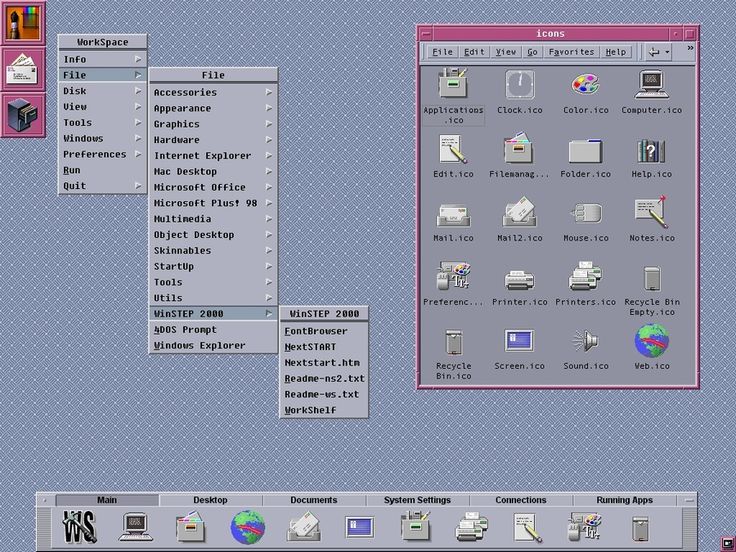 WorkSpace
Info
File
Disk
View
Tools
Windows
Preferences
Run
Quit
File
Accessories
Appearance
Graphics
Hardware
Internet Explorer
Mac Desktop
Microsoft Office
Microsoft Plus! 98
Multimedia
Object Desktop
Skinnables
StartUp
Tools
Utils
WinSTEP 2000
4DOS Prompt
Windows Explorer
WinSTEP 2000
FontBrowser
NextSTART
Nextstart.htm
Readme-ns2.txt
Readme-ws.txt
WorkShelf
icons
File Edit View Go Favorites Help »
Applications
.ico
Clock.ico
Color.ico
Computer.ico
Edit.ico
Filemanag...
Folder.ico
Help.ico
Mail.ico
Mail2.ico
Mouse.ico
Notes.ico
Preferenc...
Printer.ico
Printers.ico
Recycle Bin
Empty.ico
Recycle
Bin.ico
Screen.ico
Sound.ico
Web.ico
Main Desktop Documents System Settings Connections Running Apps
WS